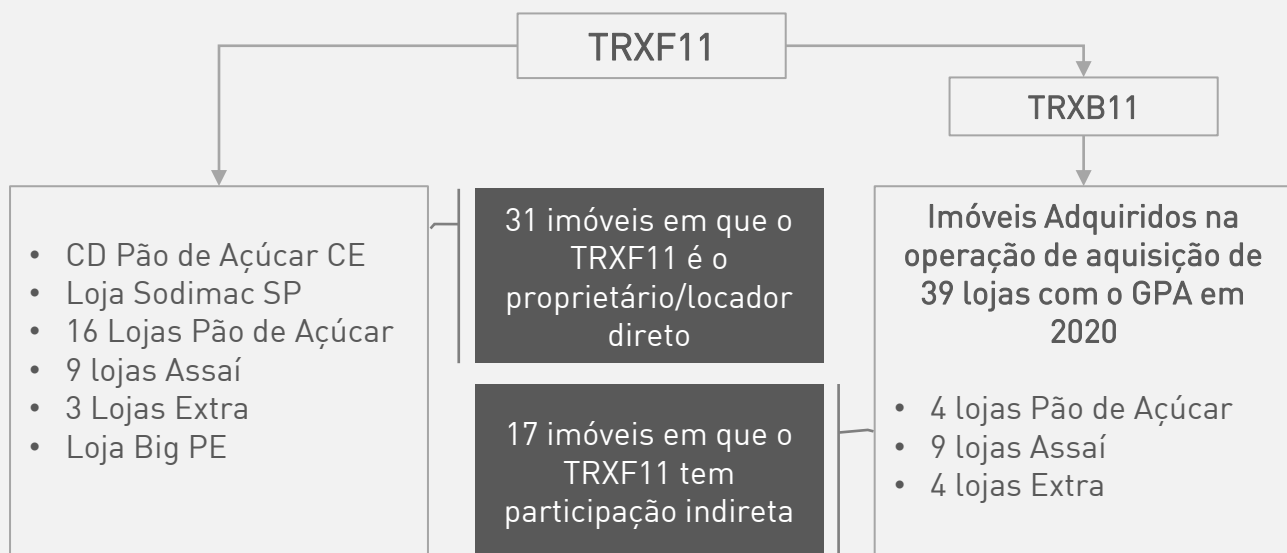 TRXF11
TRXB11
• CD Pão de Açúcar CE
• Loja Sodimac SP
• 16 Lojas Pão de Açúcar
• 9 lojas Assaí
• 3 Lojas Extra
• Loja Big PE
31 imóveis em que o
TRXF11 é o
proprietário/locador
direto
17 imóveis em que o
TRXF11 tem
participação indireta
Imóveis Adquiridos na
operação de aquisição de
39 lojas com o GPA em
2020
• 4 lojas Pão de Açúcar
• 9 lojas Assaí
• 4 lojas Extra